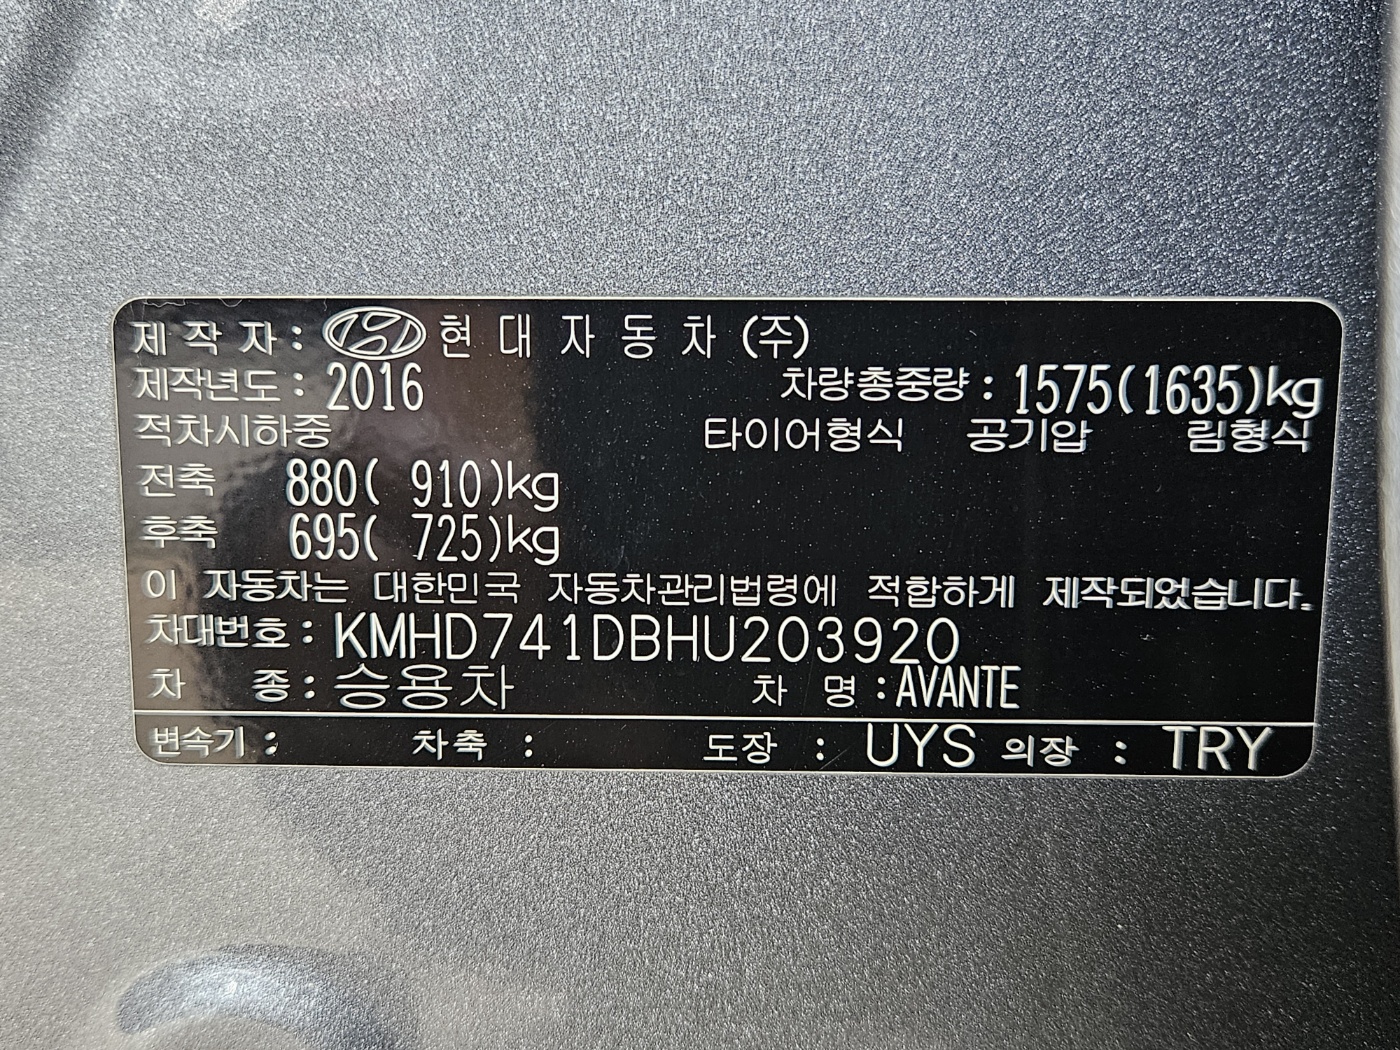 제 작 자 : 현 대 자 동 차 (주)
제작년도 : 2016 차량총중량 : 1575(1635)kg
적차시하중 타이어형식 공기압 림형식
전축 880( 910)kg
후축 695( 725)kg
이 자동차는 대한민국 자동차관리법령에 적합하게 제작되었습니다.
차대번호 : KMHD741DBHU203920
차 종 : 승용차 차 명 : AVANTE
변속기 : 차축 : 도장 : UYS 의장 : TRY